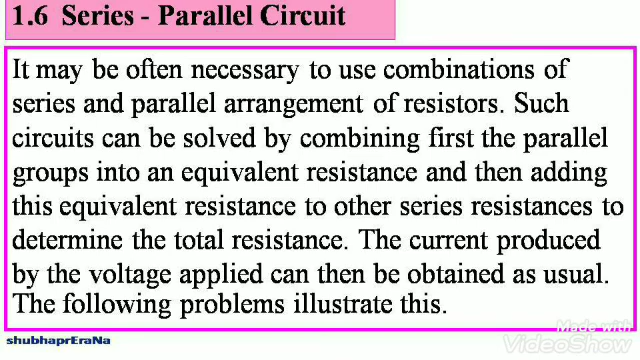 1.6 Series - Parallel Circuit
It may be often necessary to use combinations of
series and parallel arrangement of resistors. Such
circuits can be solved by combining first the parallel
groups into an equivalent resistance and then adding
this equivalent resistance to other series resistances to
determine the total resistance. The current produced
by the voltage applied can then be obtained as usual.
The following problems illustrate this.
Made with
VideoShow
shubhaprEraNa